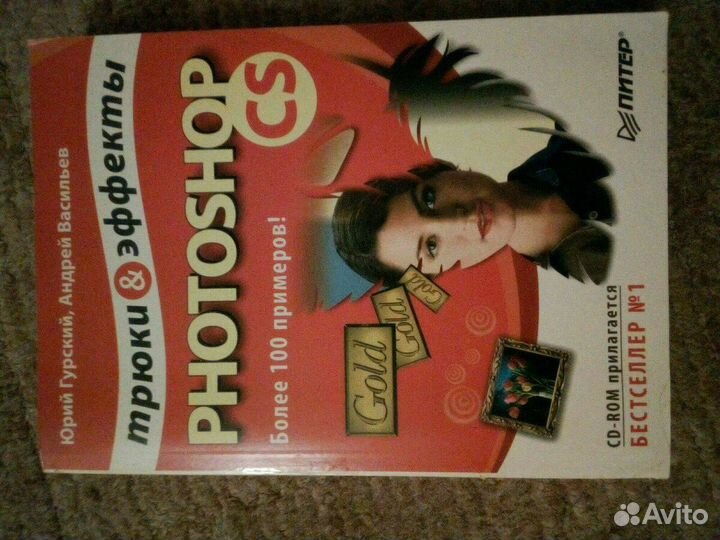 Юрий Гурский, Андрей Васильев
трюки & эффекты
PHOTOSHOP
CS
Более 100 примеров!
Gold
Gold
Gold
CD-ROM прилагается
БЕСТСЕЛЛЕР №1
ПИТЕР®
Avito